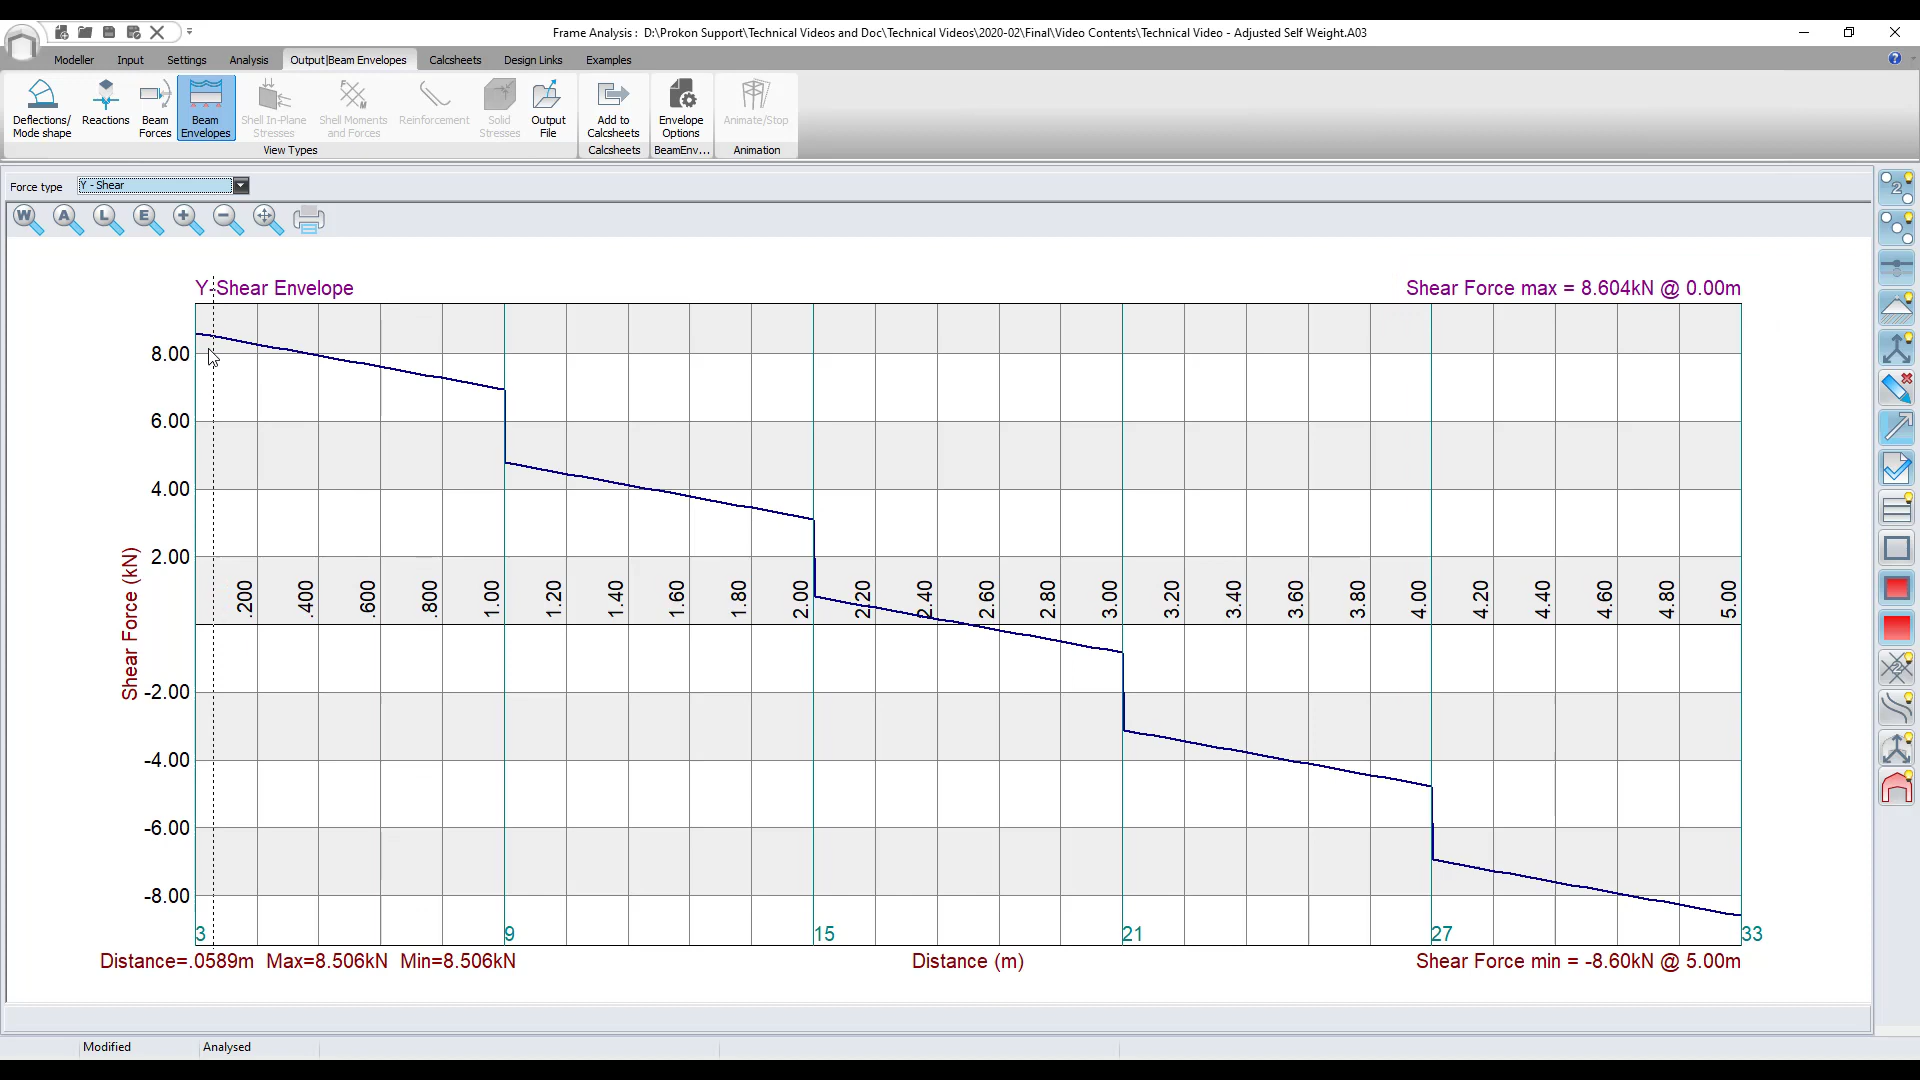 Frame Analysis : D:\Prokon Support\Technical Videos and Doc\Technical Videos\2020-02\Final\Video Contents\Technical Video - Adjusted Self Weight.A03
Modeller Input Settings Analysis Output|Beam Envelopes Calcsheets Design Links Examples
Deflections/
Mode shape
Reactions
Beam
Forces
Beam
Envelopes
Shell In-Plane
Stresses
Shell Moments
and Forces
Reinforcement
Solid
Stresses
Output
File
Add to
Calcsheets
Envelope
Options
Animate/Stop
View Types Calcsheets BeamEnv... Animation
Force type Y - Shear
W A L E
Y-Shear Envelope Shear Force max = 8.604kN @ 0.00m
8.00
6.00
4.00
2.00
-2.00
-4.00
-6.00
-8.00
Shear Force (kN)
.200 .400 .600 .800 1.00 1.20 1.40 1.60 1.80 2.00 2.20 2.40 2.60 2.80 3.00 3.20 3.40 3.60 3.80 4.00 4.20 4.40 4.60 4.80 5.00
3 9 15 21 27 33
Distance=.0589m Max=8.506kN Min=8.506kN Distance (m) Shear Force min = -8.60kN @ 5.00m
Modified Analysed